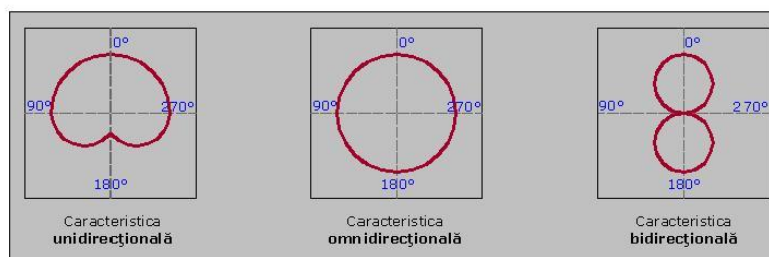 0°
90°
270°
180°
Caracteristica
unidirecţională
0°
90°
270°
180°
Caracteristica
omnidirecţională
0°
90°
270°
180°
Caracteristica
bidirecţională